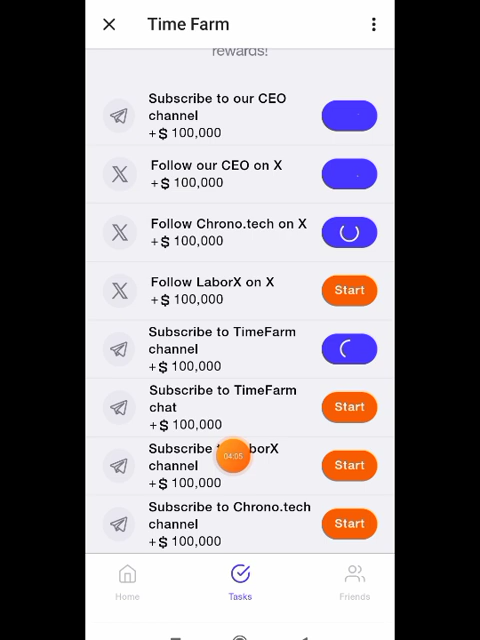 Time Farm
rewards!
Subscribe to our CEO
channel
+$ 100,000
Follow our CEO on X
+$ 100,000
Follow Chrono.tech on X
+$ 100,000
Follow LaborX on X
+$ 100,000
Start
Subscribe to TimeFarm
channel
+$ 100,000
Subscribe to TimeFarm
chat
+$ 100,000
Start
Subscribe borX
channel
+$ 100,000
Start
04:05
Subscribe to Chrono.tech
channel
+$ 100,000
Start
Home
Tasks
Friends